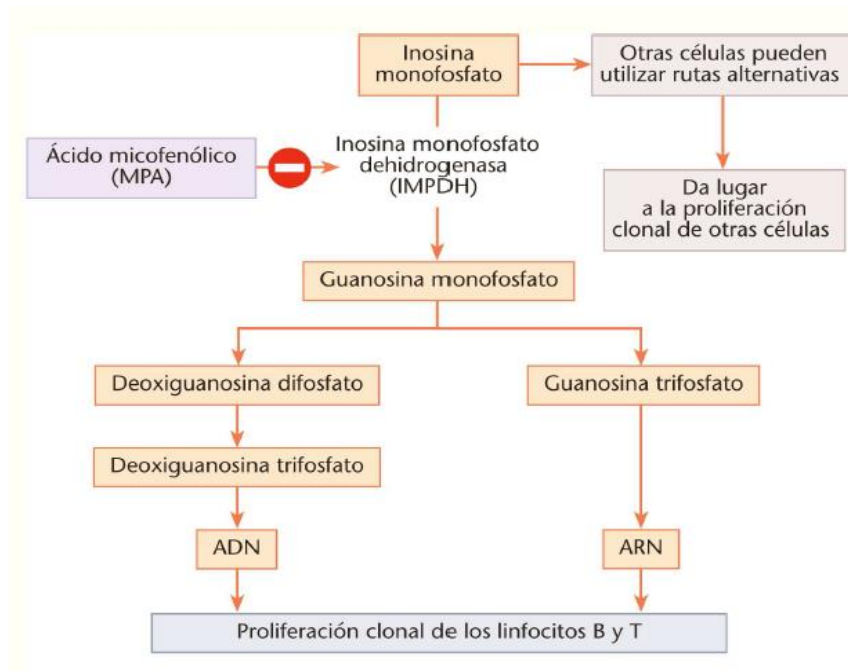 Inosina
monofosfato
Otras células pueden
utilizar rutas alternativas
Ácido micofenólico
(MPA)
Inosina monofosfato
dehidrogenasa
(IMPDH)
Da lugar
a la proliferación
clonal de otras células
Guanosina monofosfato
Deoxiguanosina difosfato
Guanosina trifosfato
Deoxiguanosina trifosfato
ADN
ARN
Proliferación clonal de los linfocitos B y T